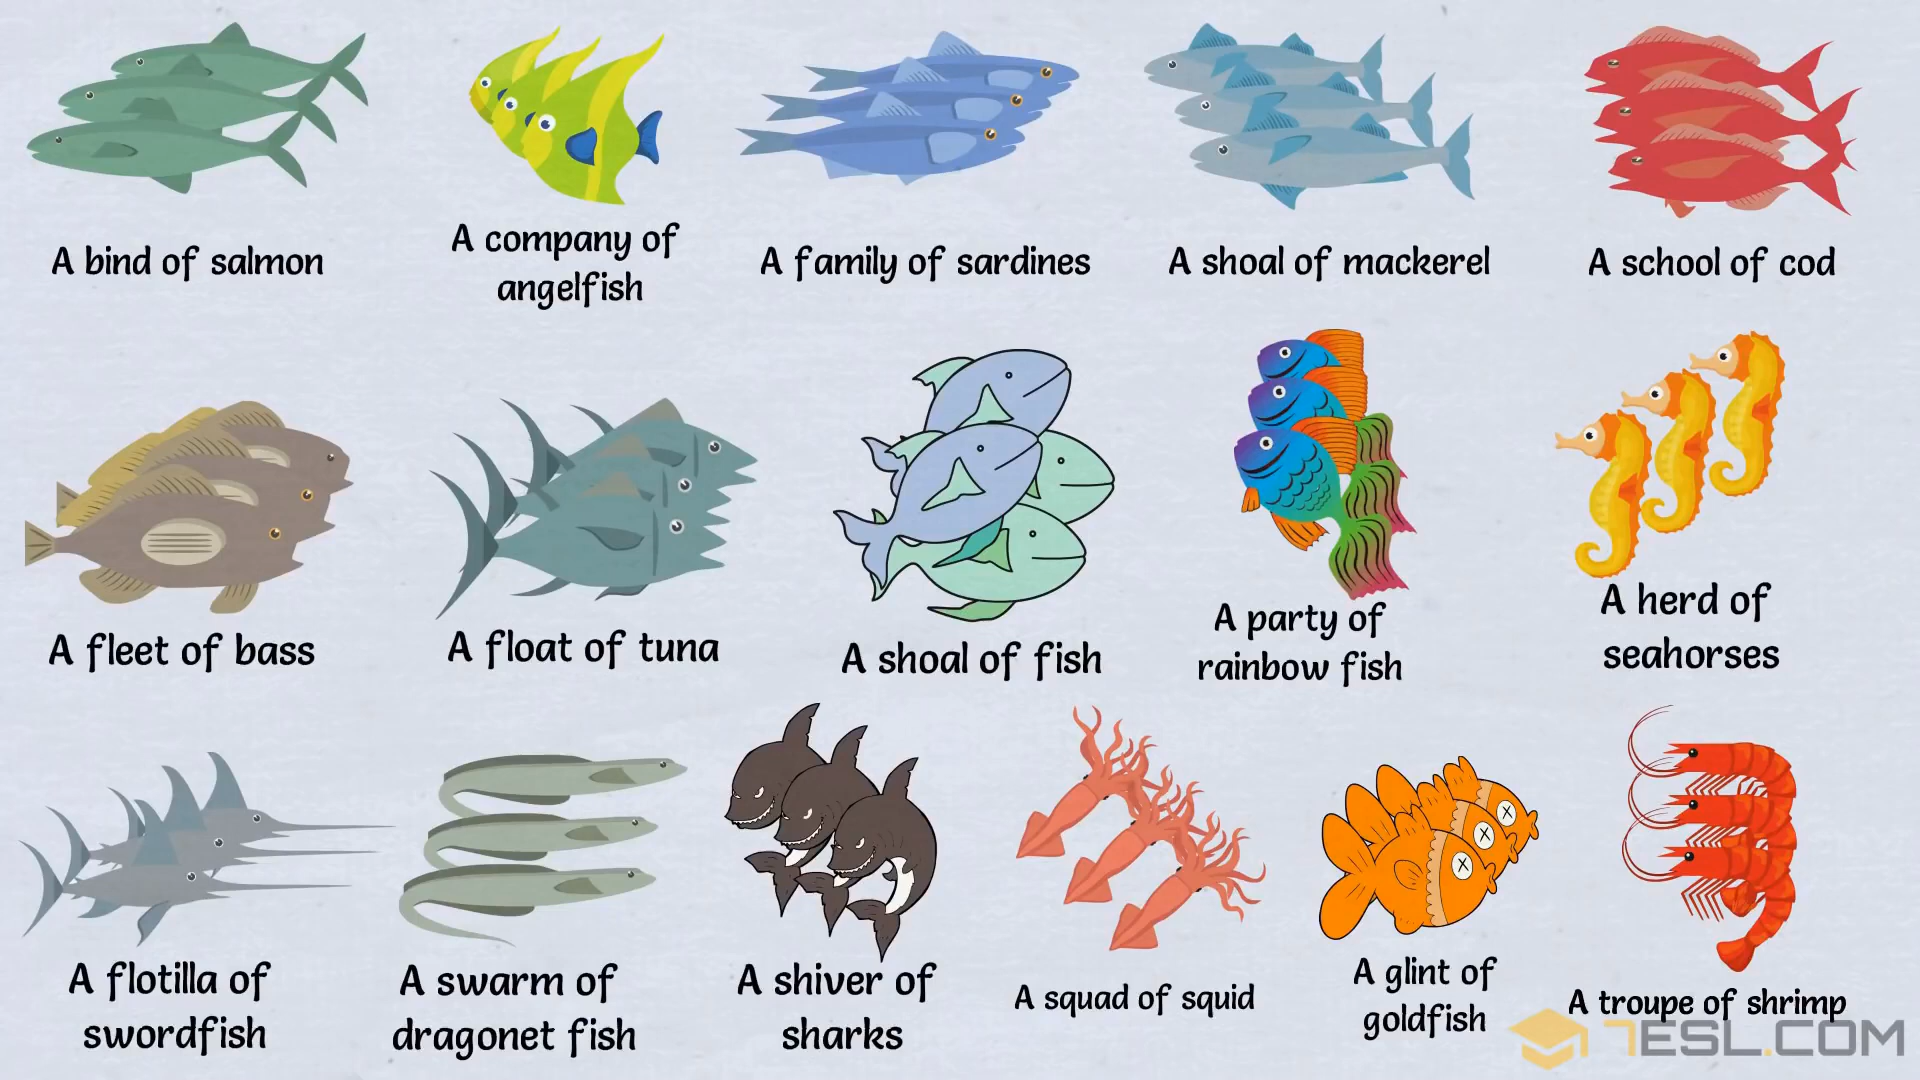 A bind of salmon
A company of
angelfish
A family of sardines
A shoal of mackerel
A school of cod
A fleet of bass
A float of tuna
A shoal of fish
A party of
rainbow fish
A herd of
seahorses
A flotilla of
swordfish
A swarm of
dragonet fish
A shiver of
sharks
A squad of squid
A glint of
goldfish
A troupe of shrimp
7ESL.COM